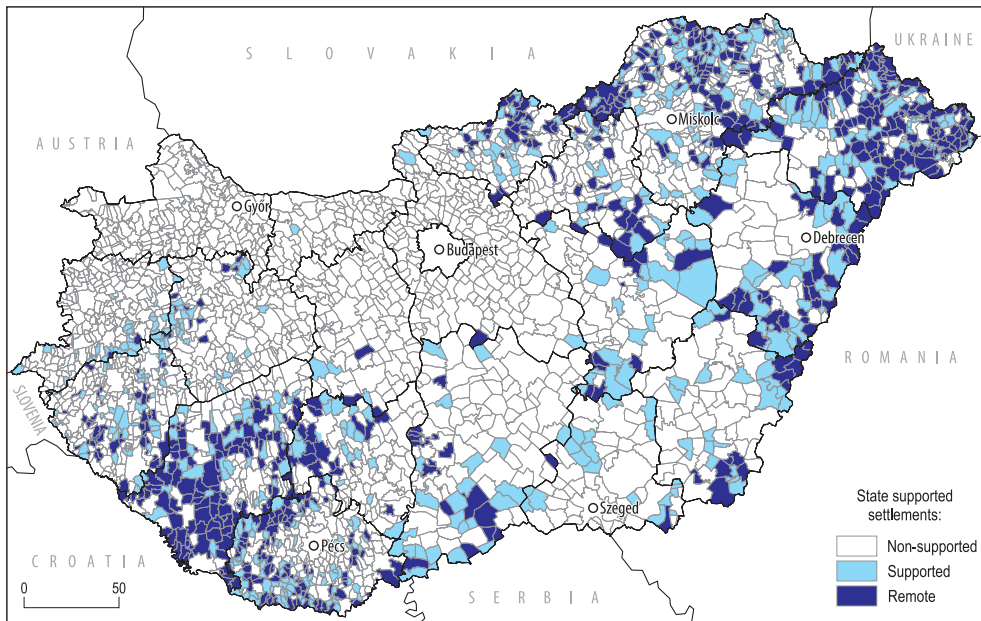 SLOVAKIA
UKRAINE
AUSTRIA
Miskolc
Győr
Debrecen
Budapest
ROMANIA
SLOVENIA
State supported
settlements:
Szeged
Pécs
Non-supported
CROATIA
Supported
SERBIA
Remote
0 50